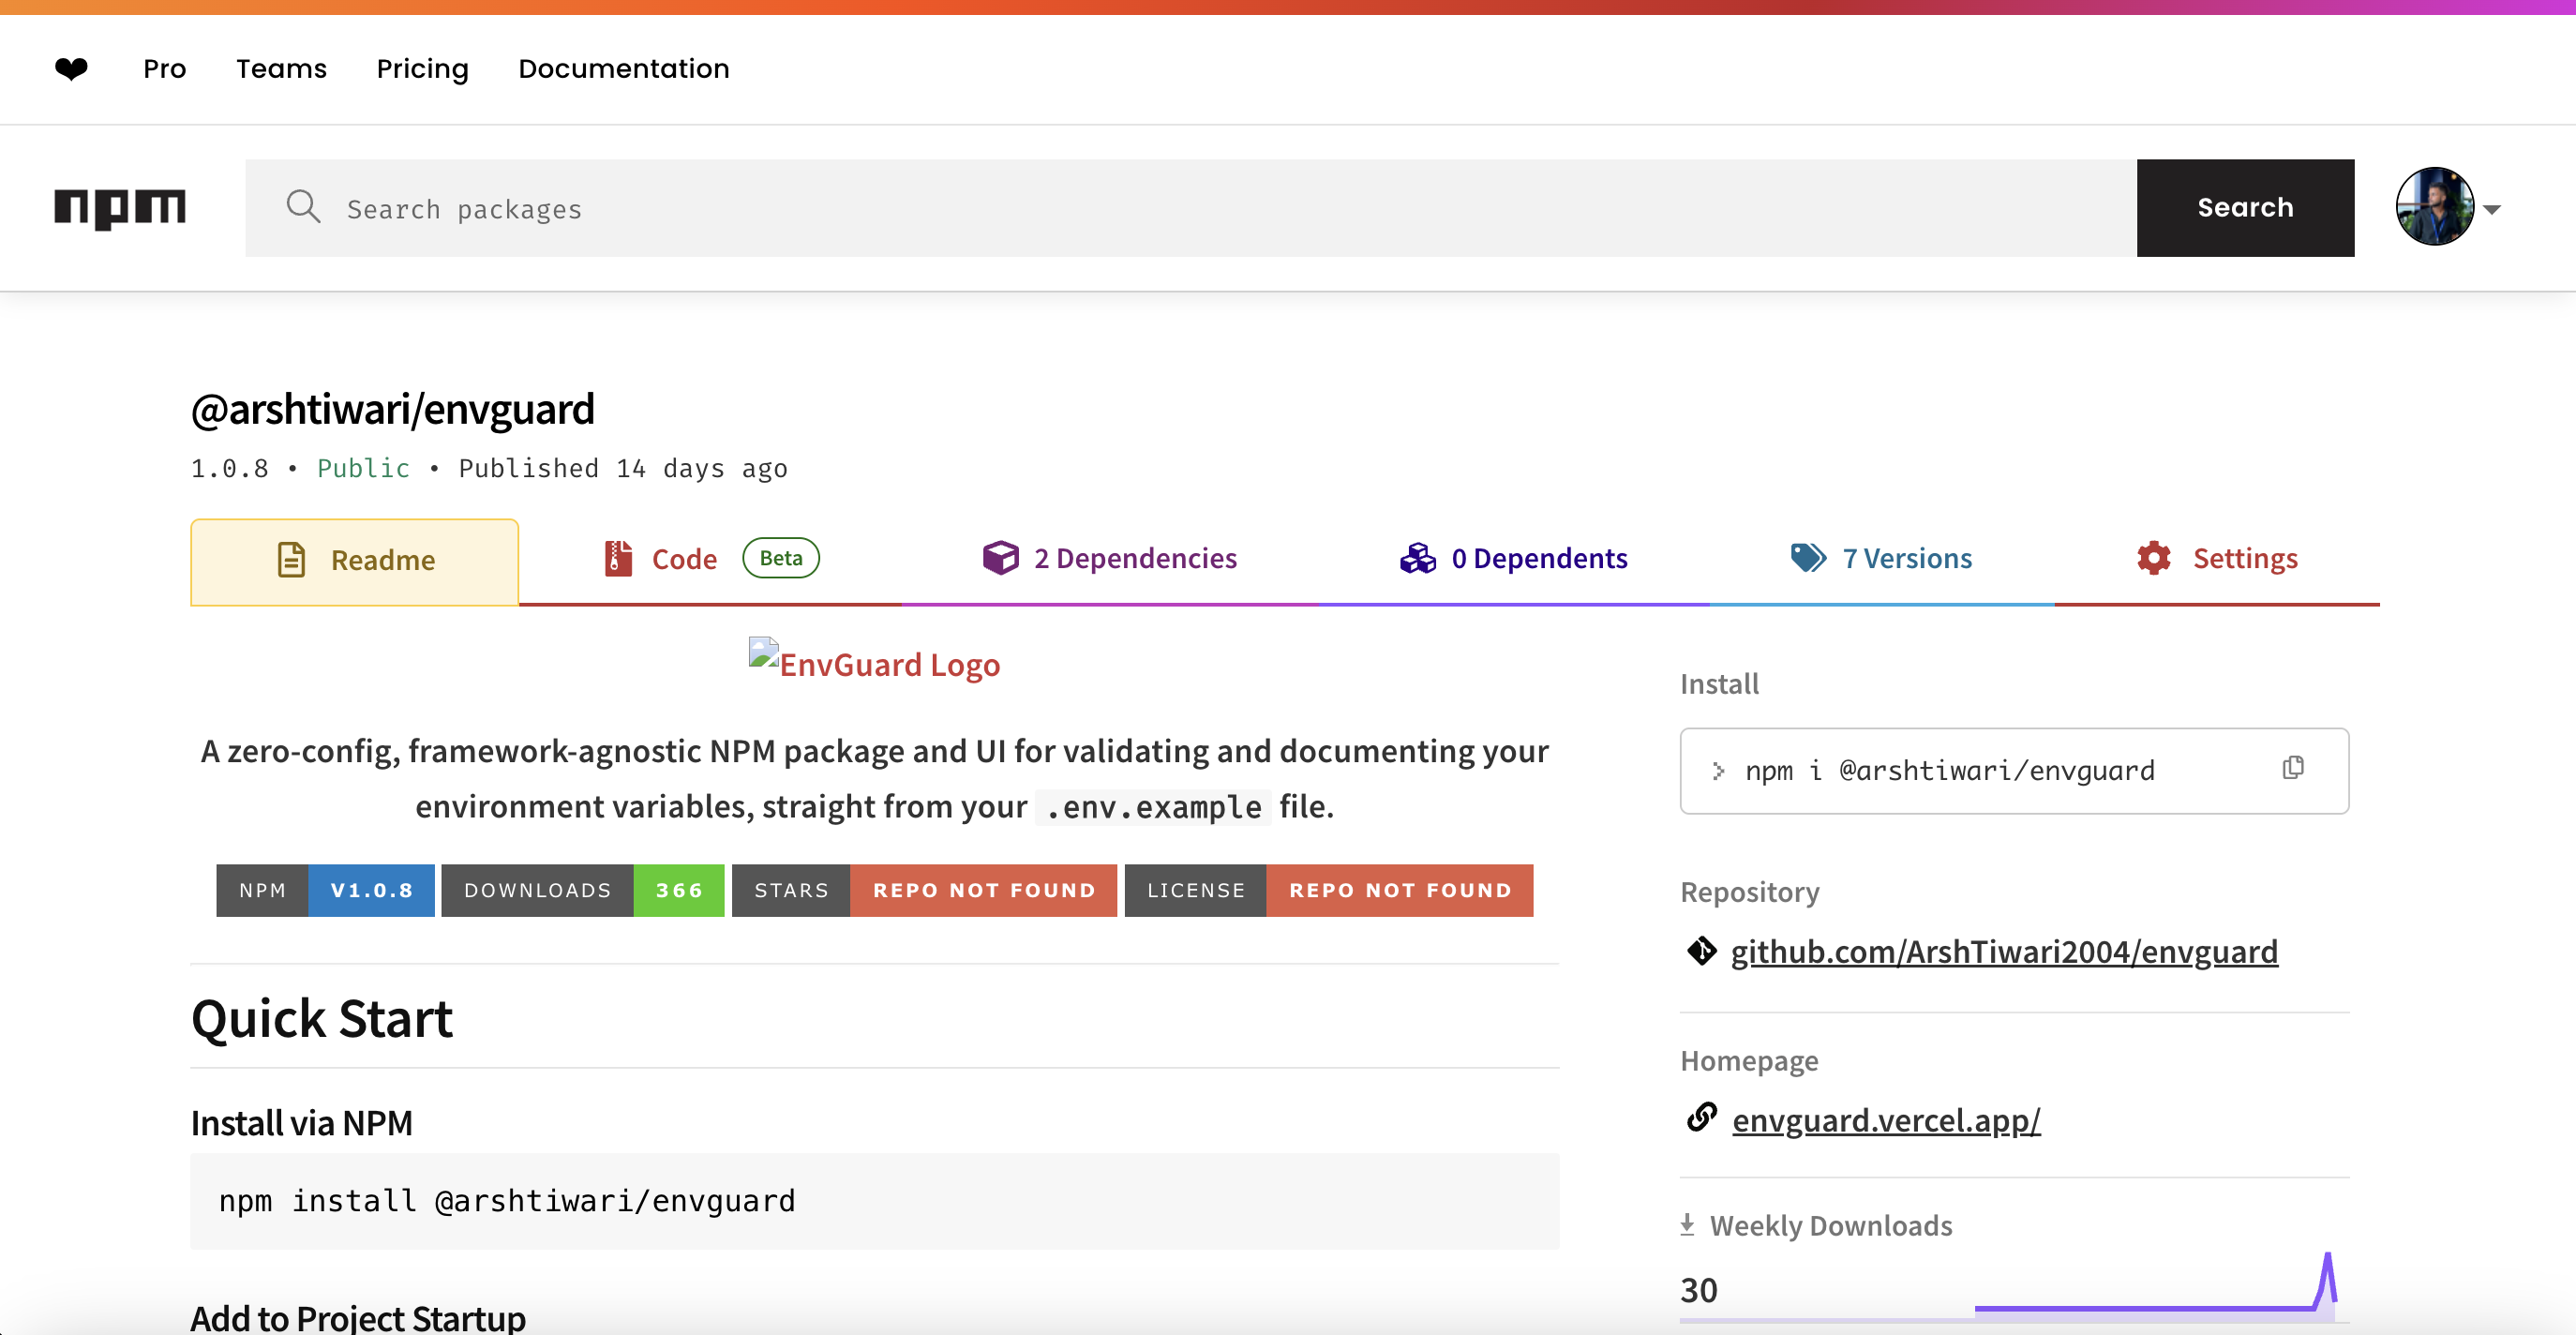 ❤ Pro Teams Pricing Documentation
npm Search packages Search
@arshtiwari/envguard
1.0.8 • Public • Published 14 days ago
Readme Code Beta 2 Dependencies 0 Dependents 7 Versions Settings
EnvGuard Logo
A zero-config, framework-agnostic NPM package and UI for validating and documenting your
environment variables, straight from your .env.example file.
NPM V1.0.8 DOWNLOADS 366 STARS REPO NOT FOUND LICENSE REPO NOT FOUND
Quick Start
Install via NPM
npm install @arshtiwari/envguard
Add to Project Startup
Install
> npm i @arshtiwari/envguard
Repository
github.com/ArshTiwari2004/envguard
Homepage
envguard.vercel.app/
Weekly Downloads
30